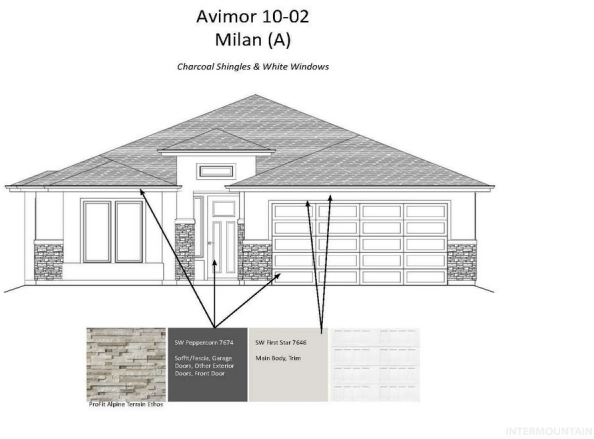 Avimor 10-02
Milan (A)
Charcoal Shingles & White Windows
SW Peppercorn 7674
Soffit/Fascia, Garage
Doors, Other Exterior
Doors, Front Door
SW First Star 7646
Main Body, Trim
ProFit Alpine Terrain Ethos
INTERMOUNTAIN